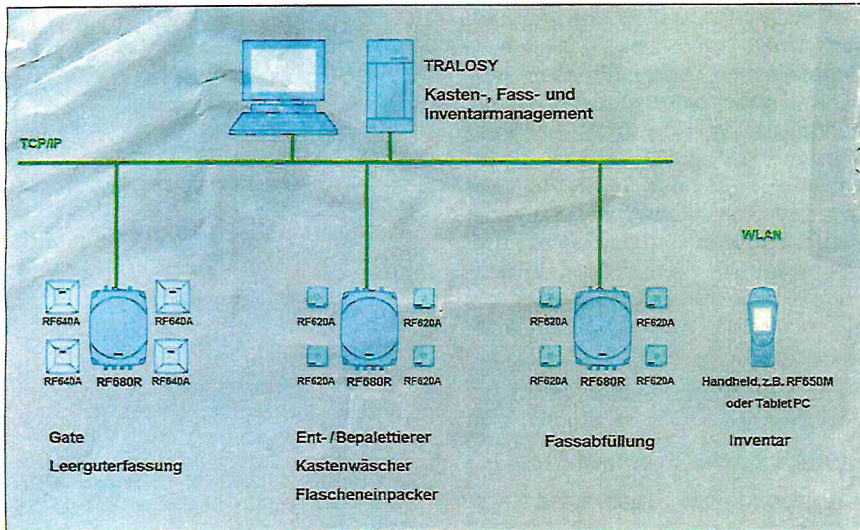 TRALOSY
Kasten-, Fass- und
Inventarmanagement
TCP/IP
WLAN
RF640A RF640A
RF640A RF680R RF640A
RF620A RF620A
RF620A RF680R RF620A
RF620A RF620A
RF620A RF680R RF620A
Handheld, z.B. RF650M
oder Tablet PC
Gate
Leerguterfassung
Ent-/Bepalettierer
Kastenwäscher
Flascheneinpacker
Fassabfüllung
Inventar